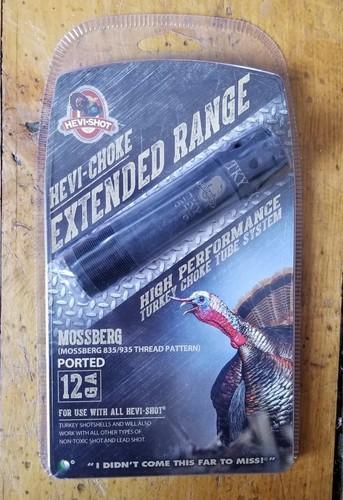 HEVI-SHOT
HEVI-CHOKE
EXTENDED RANGE
TKY
HIGH PERFORMANCE
TURKEY CHOKE TUBE SYSTEM
MOSSBERG
(MOSSBERG 835/935 THREAD PATTERN)
PORTED
12 GA
FOR USE WITH ALL HEVI-SHOT®
TURKEY SHOTSHELLS AND WILL ALSO
WORK WITH ALL OTHER TYPES OF
NON-TOXIC SHOT AND LEAD SHOT.
"I DIDN'T COME THIS FAR TO MISS!"